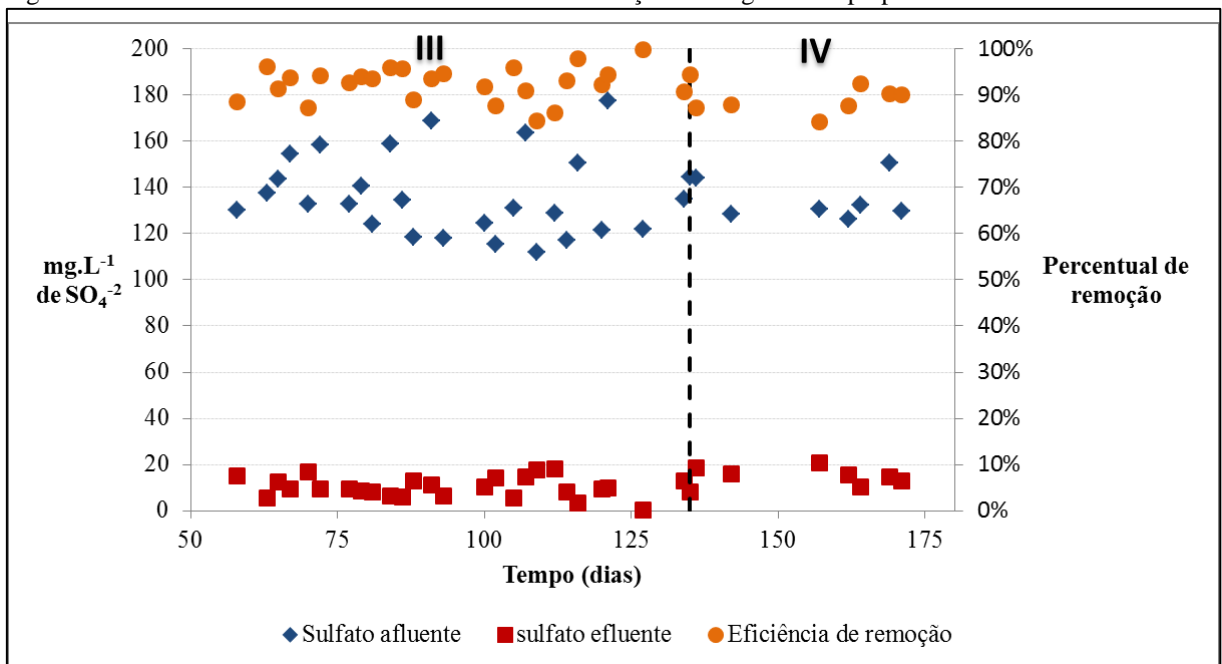 III
IV
200
180
160
140
120
100
80
60
40
20
0
mg.L-1
de SO4-2
100%
90%
80%
70%
60%
50%
40%
30%
20%
10%
0%
Percentual de
remoção
50 75 100 125 150 175
Tempo (dias)
Sulfato afluente sulfato efluente Eficiência de remoção